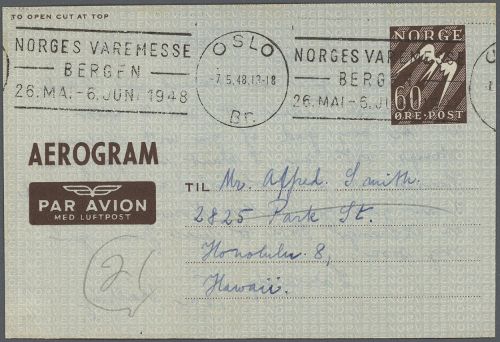 TO OPEN CUT AT TOP
NORGES VAREMESSE
BERGEN
26. MAI - 6. JUNI 1948
OSLO
-7.5.48.13-18
Br.
NORGES VAREMESSE
BERG
26. MAI - 6. JU
NORGE
60
ØRE·POST
AEROGRAM
PAR AVION
MED LUFTPOST
TIL Mr. Alfred Smith.
2825 Park St.
Honolulu 8,
Hawaii.